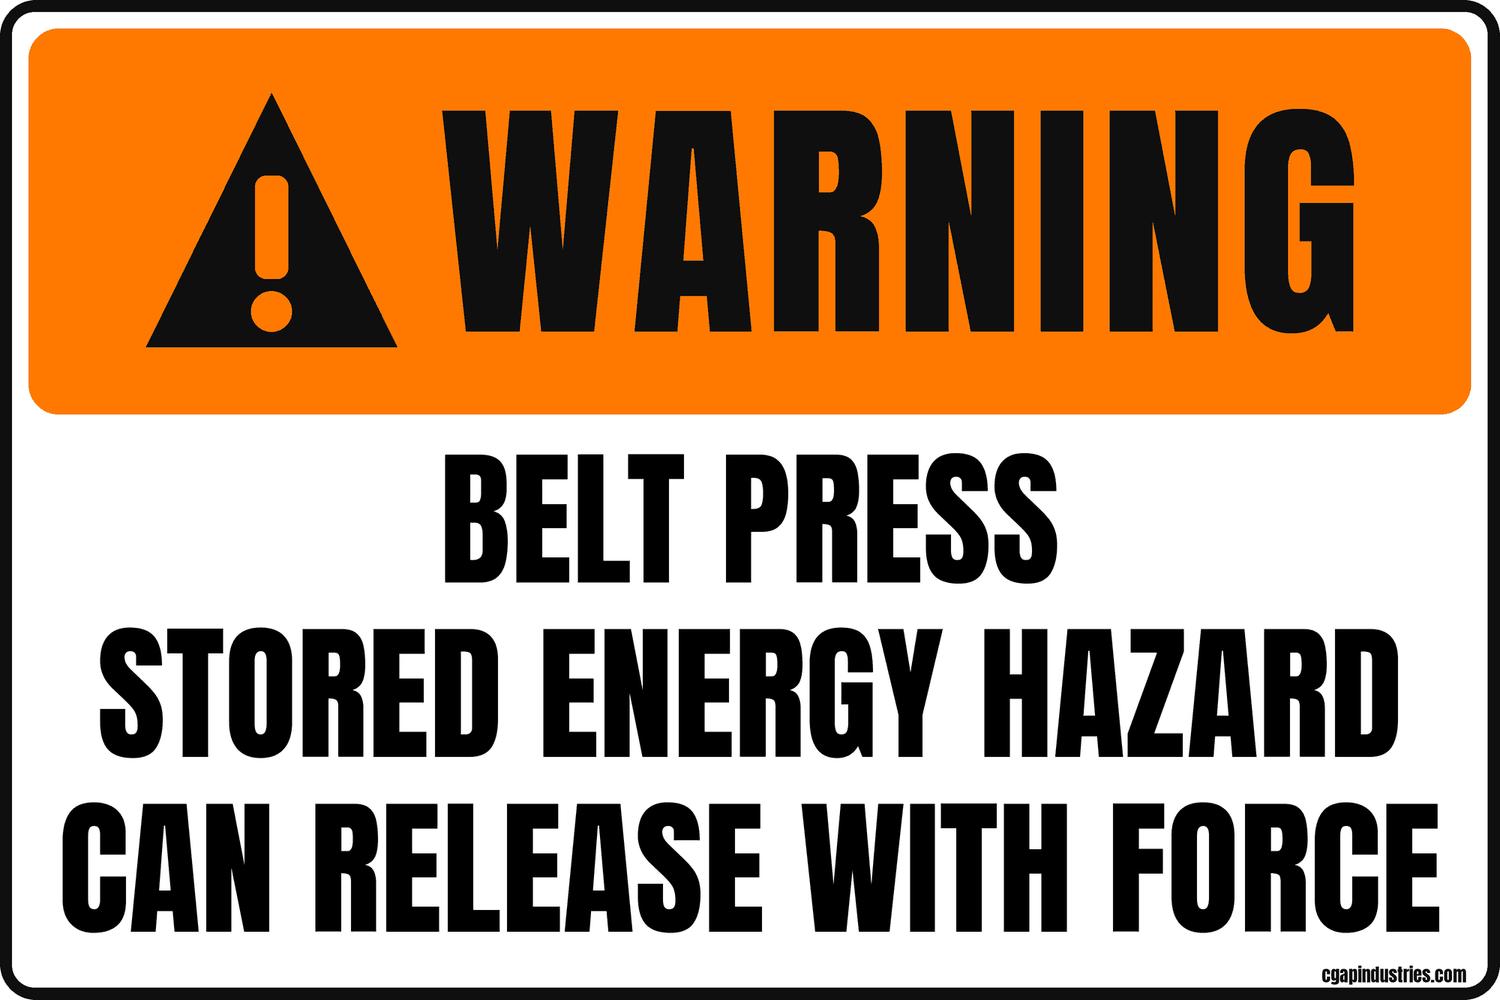 WARNING
BELT PRESS
STORED ENERGY HAZARD
CAN RELEASE WITH FORCE
cgapindustries.com